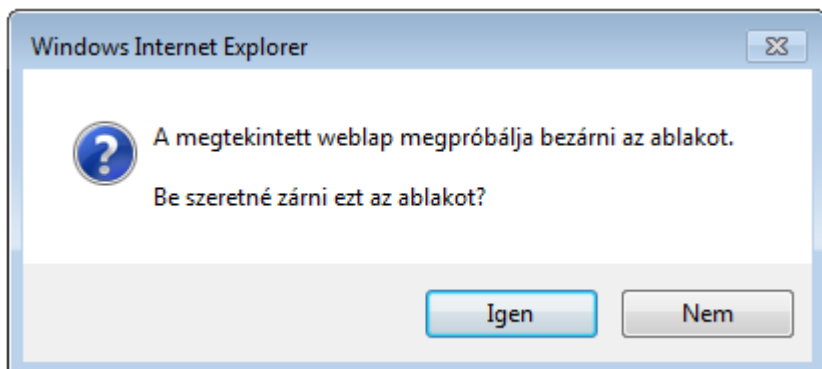 Windows Internet Explorer
A megtekintett weblap megpróbálja bezárni az ablakot.
Be szeretné zárni ezt az ablakot?
Igen Nem